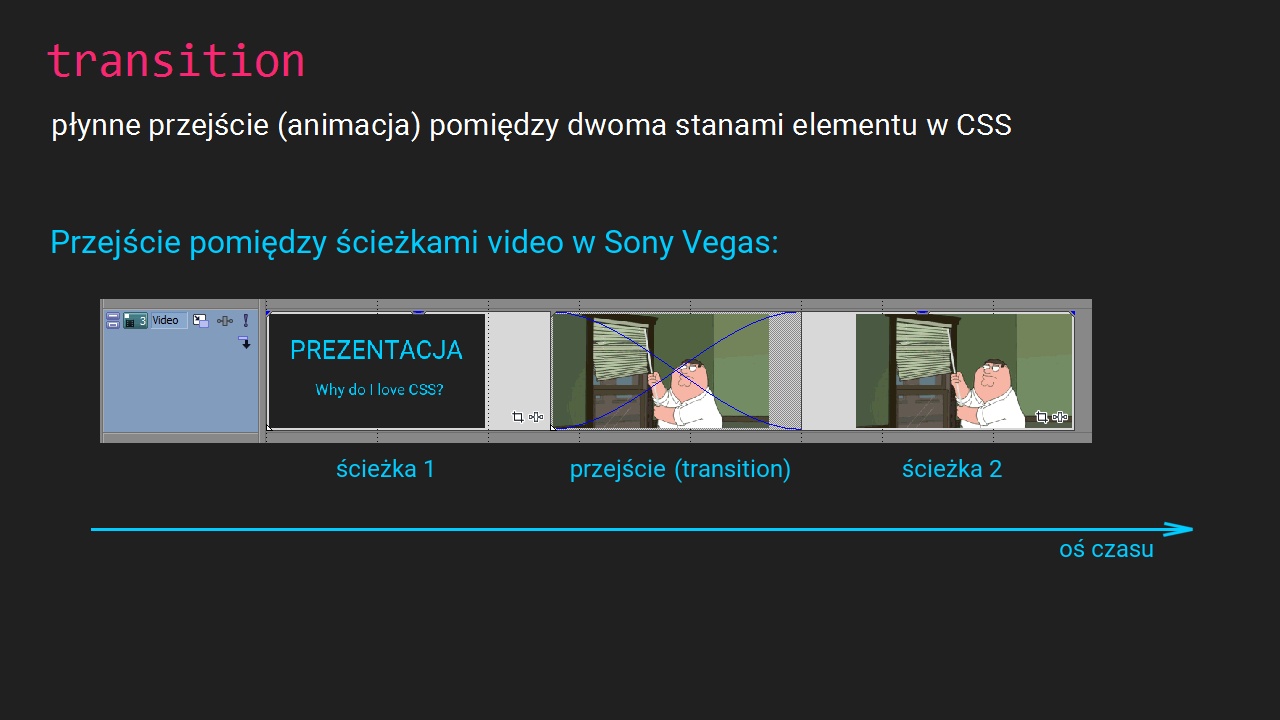 transition
płynne przejście (animacja) pomiędzy dwoma stanami elementu w CSS
Przejście pomiędzy ścieżkami video w Sony Vegas:
3 Video
PREZENTACJA
Why do I love CSS?
ścieżka 1
przejście (transition)
ścieżka 2
oś czasu